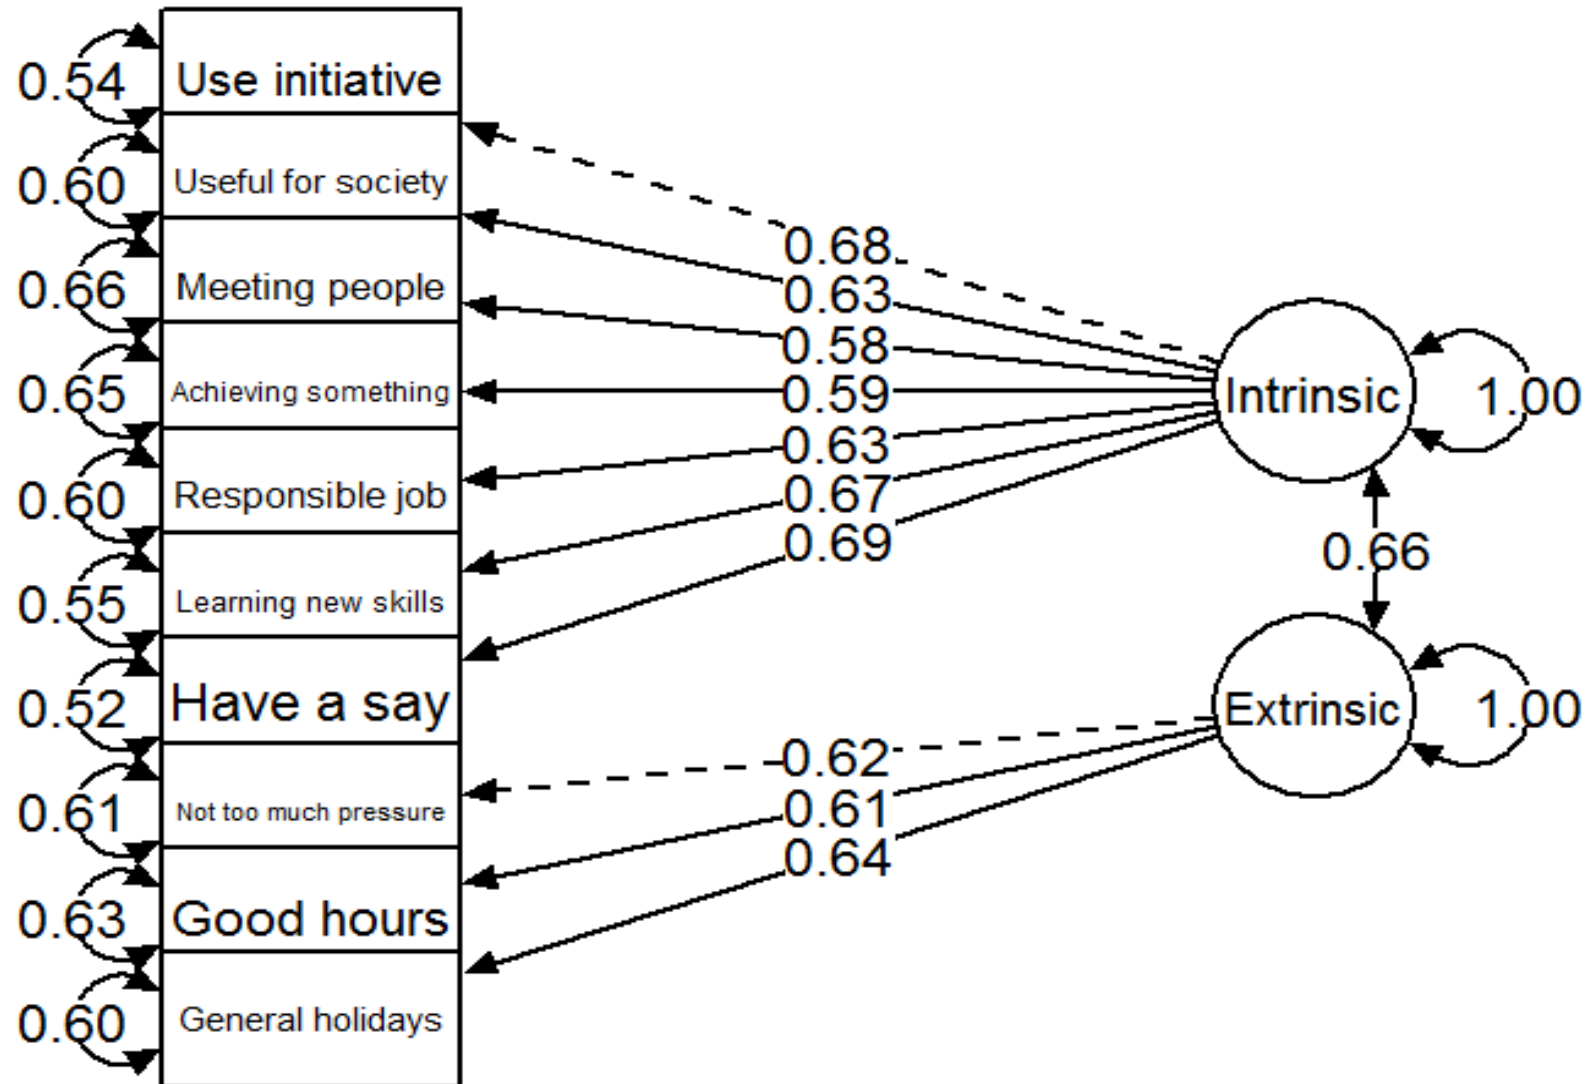 0.54
Use initiative
0.60
Useful for society
0.66
Meeting people
0.65
Achieving something
0.60
Responsible job
0.55
Learning new skills
0.52
Have a say
0.61
Not too much pressure
0.63
Good hours
0.60
General holidays
0.68
0.63
0.58
0.59
0.63
0.67
0.69
0.62
0.61
0.64
Intrinsic
1.00
0.66
Extrinsic
1.00